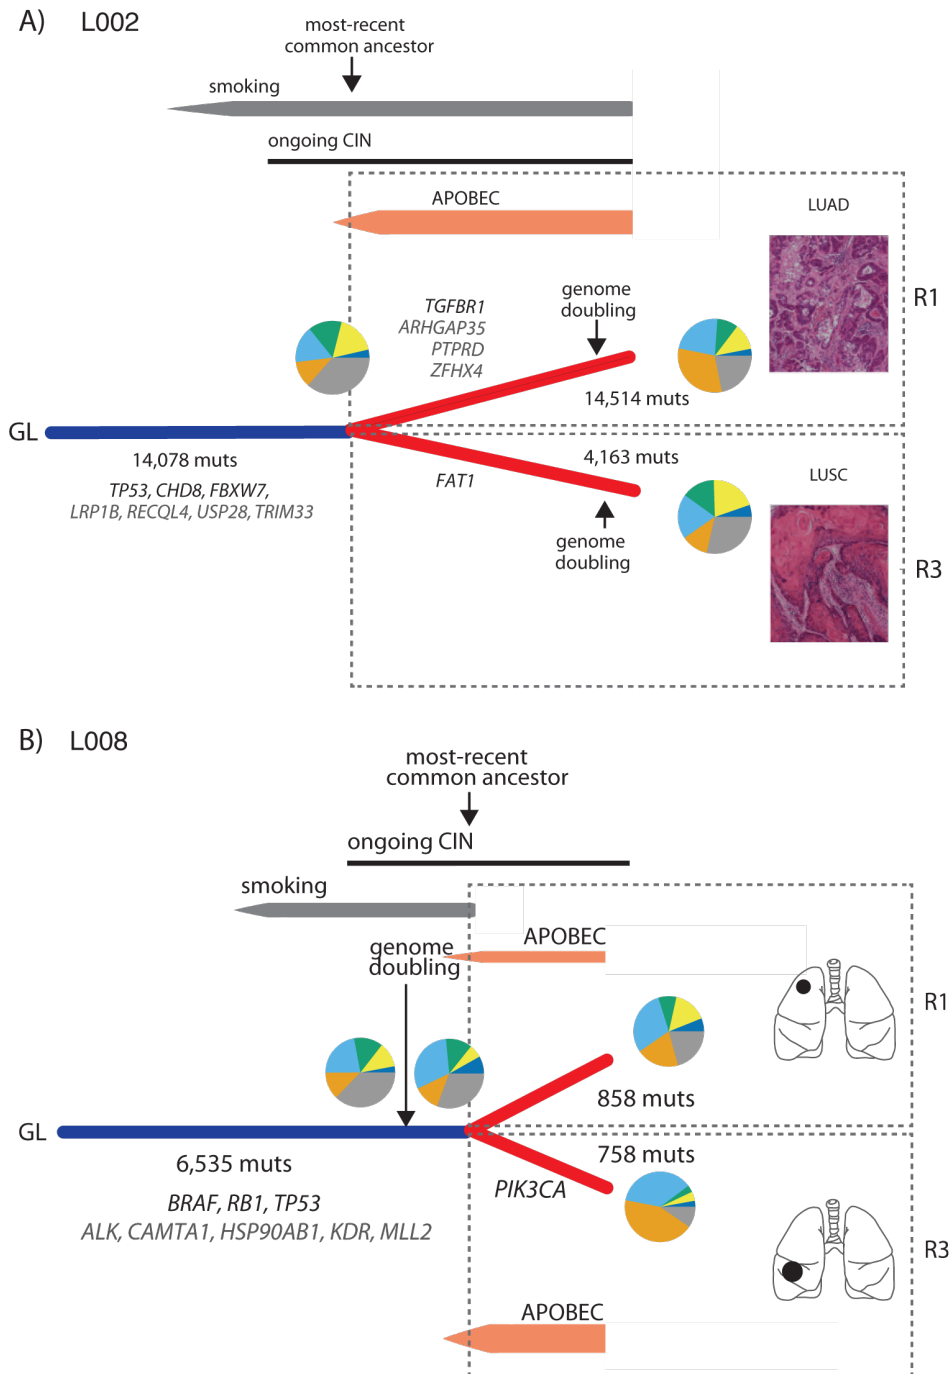 A) L002
most-recent
common ancestor
smoking
ongoing CIN
APOBEC
LUAD
genome
doubling
TGFBR1
ARHGAP35
PTPRD
ZFHX4
R1
14,514 muts
GL
14,078 muts
TP53, CHD8, FBXW7,
LRP1B, RECQL4, USP28, TRIM33
4,163 muts
FAT1
LUSC
genome
doubling
R3
B) L008
most-recent
common ancestor
ongoing CIN
smoking
APOBEC
genome
doubling
R1
858 muts
GL
6,535 muts
BRAF, RB1, TP53
ALK, CAMTA1, HSP90AB1, KDR, MLL2
758 muts
PIK3CA
R3
APOBEC